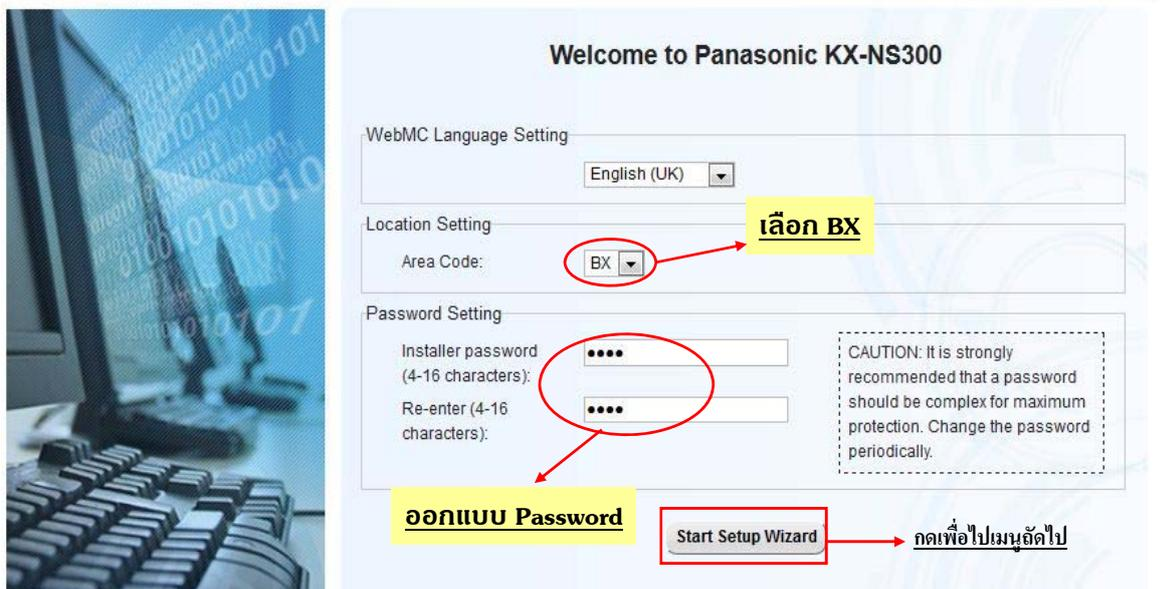 Welcome to Panasonic KX-NS300
WebMC Language Setting
English (UK)
Location Setting
เลือก BX
Area Code:
BX
Password Setting
Installer password
(4-16 characters):
••••
Re-enter (4-16
characters):
••••
CAUTION: It is strongly
recommended that a password
should be complex for maximum
protection. Change the password
periodically.
ออกแบบ Password
Start Setup Wizard
กดเพื่อไปเมนูถัดไป